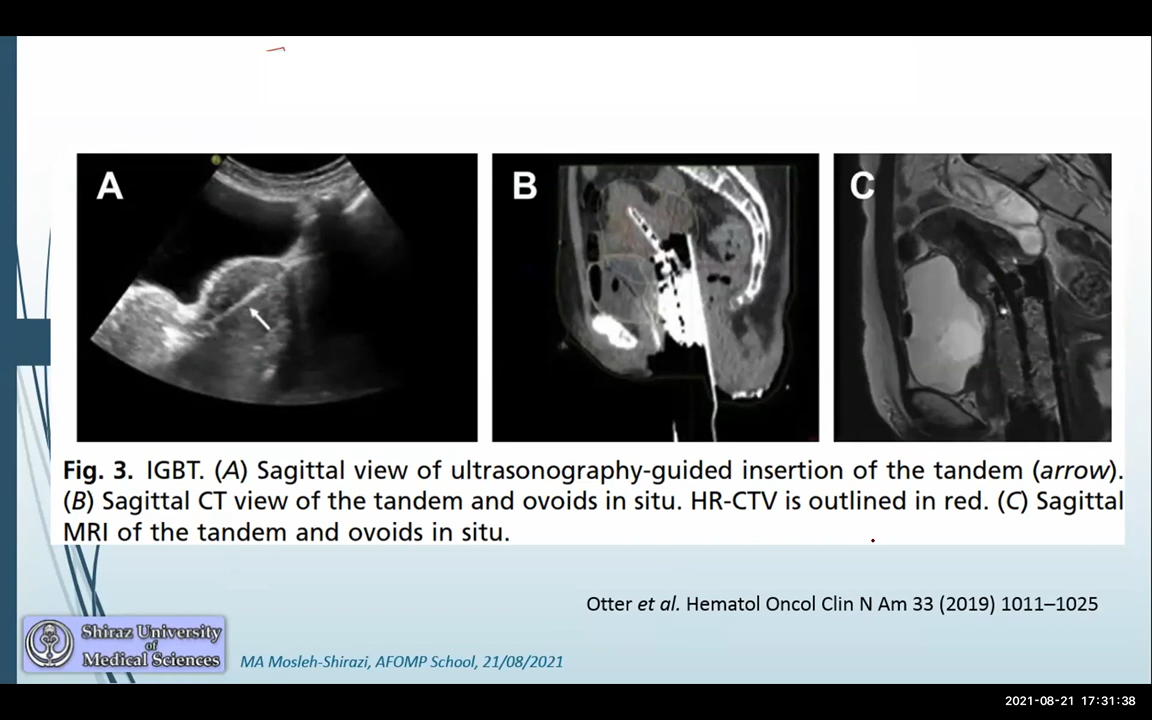 A
B
C
Fig. 3. IGBT. (A) Sagittal view of ultrasonography-guided insertion of the tandem (arrow).
(B) Sagittal CT view of the tandem and ovoids in situ. HR-CTV is outlined in red. (C) Sagittal
MRI of the tandem and ovoids in situ.
Otter et al. Hematol Oncol Clin N Am 33 (2019) 1011–1025
Shiraz University
of
Medical Sciences
MA Mosleh-Shirazi, AFOMP School, 21/08/2021
2021-08-21 17:31:38